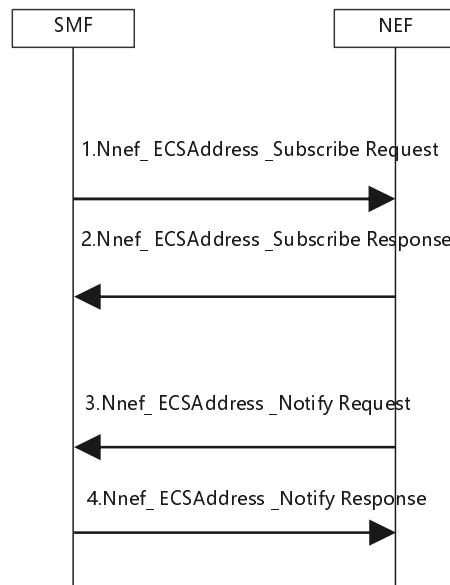 SMF
NEF
1.Nnef_ ECSAddress _Subscribe Request
2.Nnef_ ECSAddress _Subscribe Response
3.Nnef_ ECSAddress _Notify Request
4.Nnef_ ECSAddress _Notify Response